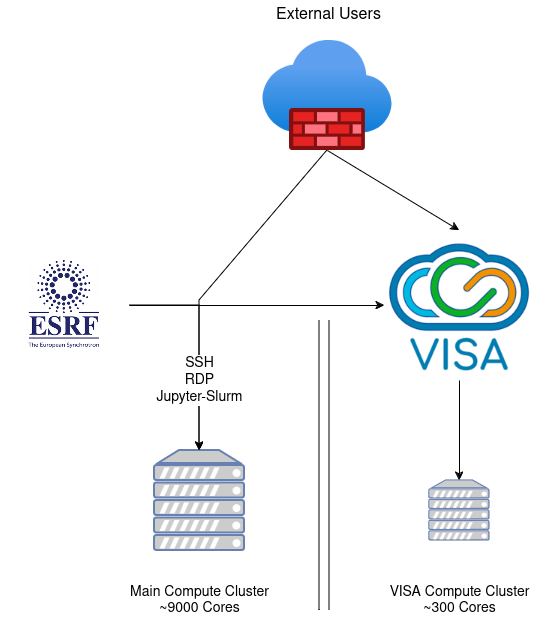 External Users
ESRF
The European Synchrotron
VISA
SSH
RDP
Jupyter-Slurm
Main Compute Cluster
~9000 Cores
VISA Compute Cluster
~300 Cores